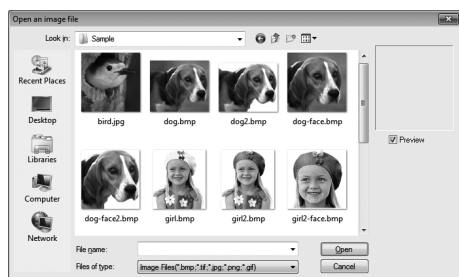 Open an image file
Look in: Sample
Recent Places
Desktop
Libraries
Computer
Network
bird.jpg dog.bmp dog2.bmp dog-face.bmp
dog-face2.bmp girl.bmp girl2.bmp girl2-face.bmp
Preview
File name: Open
Files of type: Image Files(*.bmp;*.tif;*.jpg;*.png;*.gif) Cancel